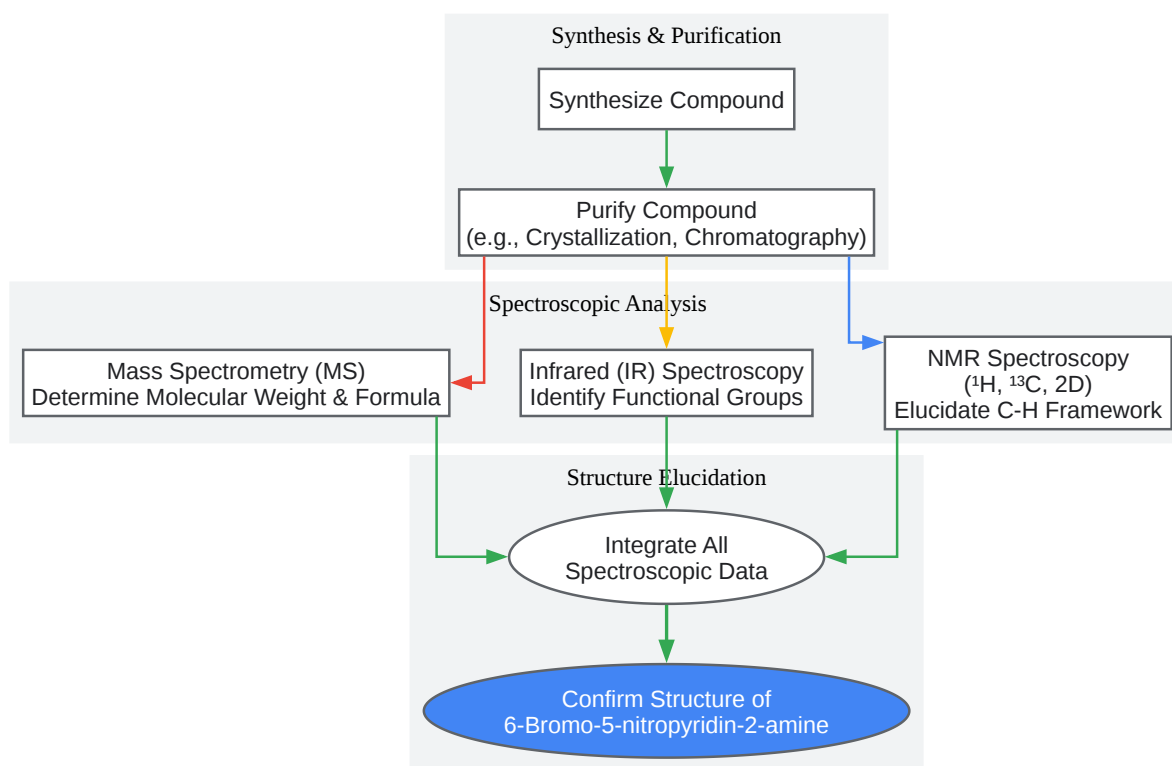 Synthesis & Purification
Synthesize Compound
Purify Compound
(e.g., Crystallization, Chromatography)
Spectroscopic Analysis
Mass Spectrometry (MS)
Determine Molecular Weight & Formula
Infrared (IR) Spectroscopy
Identify Functional Groups
NMR Spectroscopy
(¹H, ¹³C, 2D)
Elucidate C-H Framework
Structure Elucidation
Integrate All
Spectroscopic Data
Confirm Structure of
6-Bromo-5-nitropyridin-2-amine